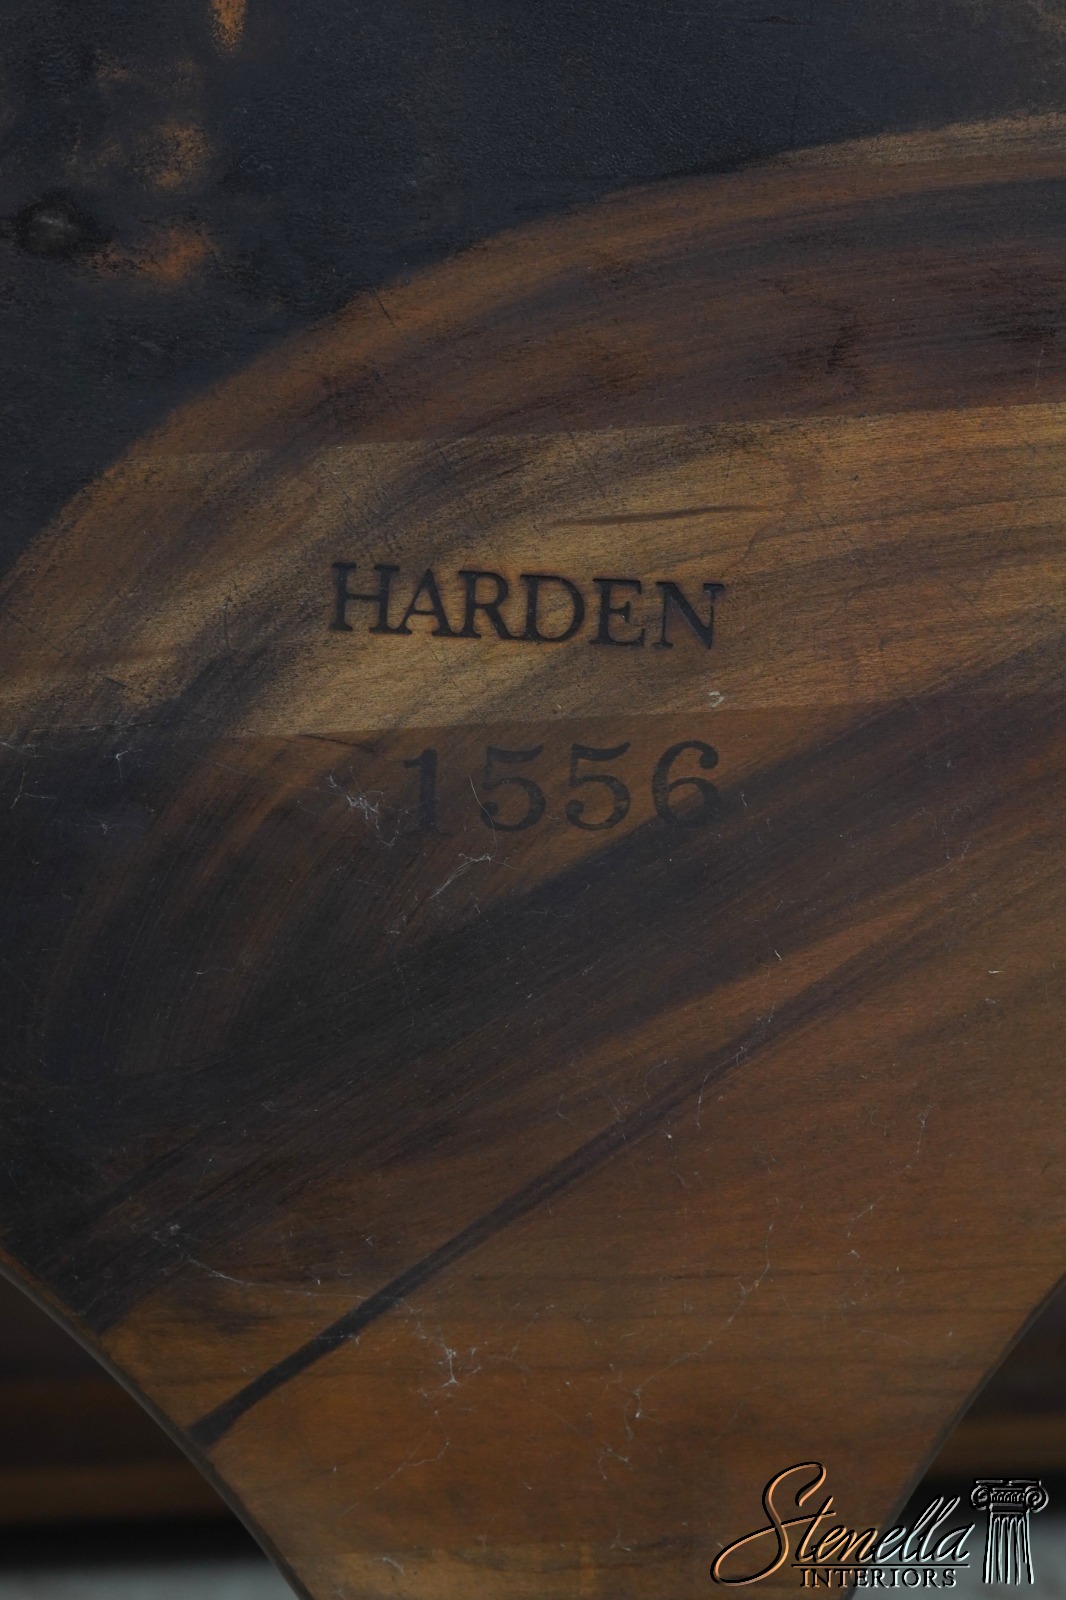 HARDEN
1556
Stenella
INTERIORS